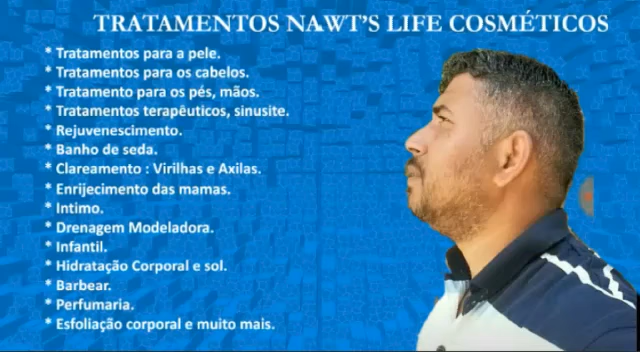 TRATAMENTOS NAWT'S LIFE COSMÉTICOS
* Tratamentos para a pele.
* Tratamentos para os cabelos.
* Tratamento para os pés, mãos.
* Tratamentos terapêuticos, sinusite.
* Rejuvenescimento.
* Banho de seda.
* Clareamento : Virilhas e Axilas.
* Enrijecimento das mamas.
* Intimo.
* Drenagem Modeladora.
* Infantil.
* Hidratação Corporal e sol.
* Barbear.
* Perfumaria.
* Esfoliação corporal e muito mais.